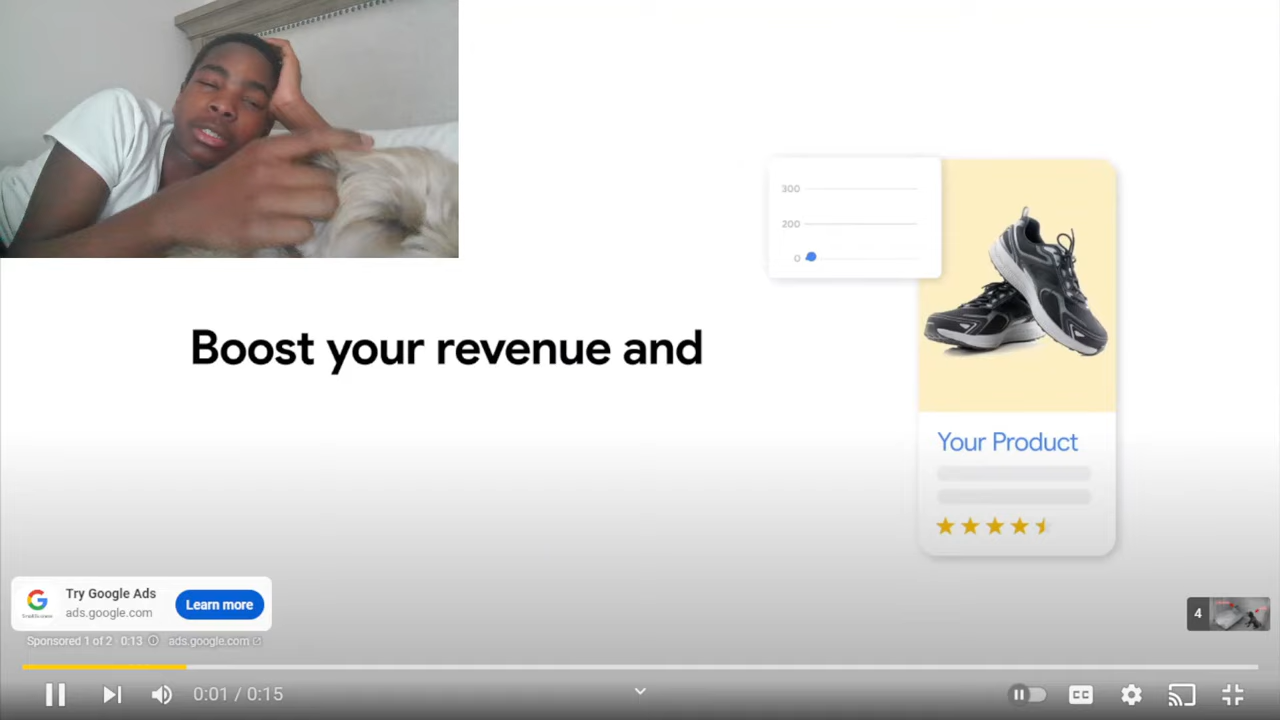 300
200
0
Boost your revenue and
Your Product
Try Google Ads
ads.google.com
Learn more
Sponsored 1 of 2 · 0:13
ads.google.com
4
0:01 / 0:15
CC